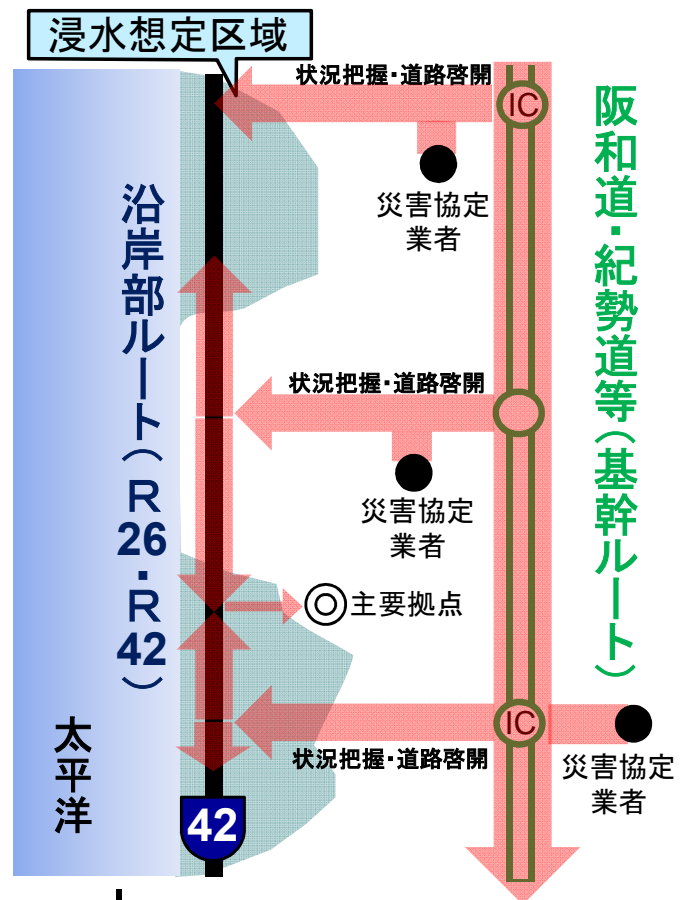 浸水想定区域
状況把握・道路啓開
IC
災害協定
業者
阪和道・紀勢道等(基幹ルート)
沿岸部ルート(R26・R42)
状況把握・道路啓開
災害協定
業者
主要拠点
IC
状況把握・道路啓開
災害協定
業者
太平洋
42